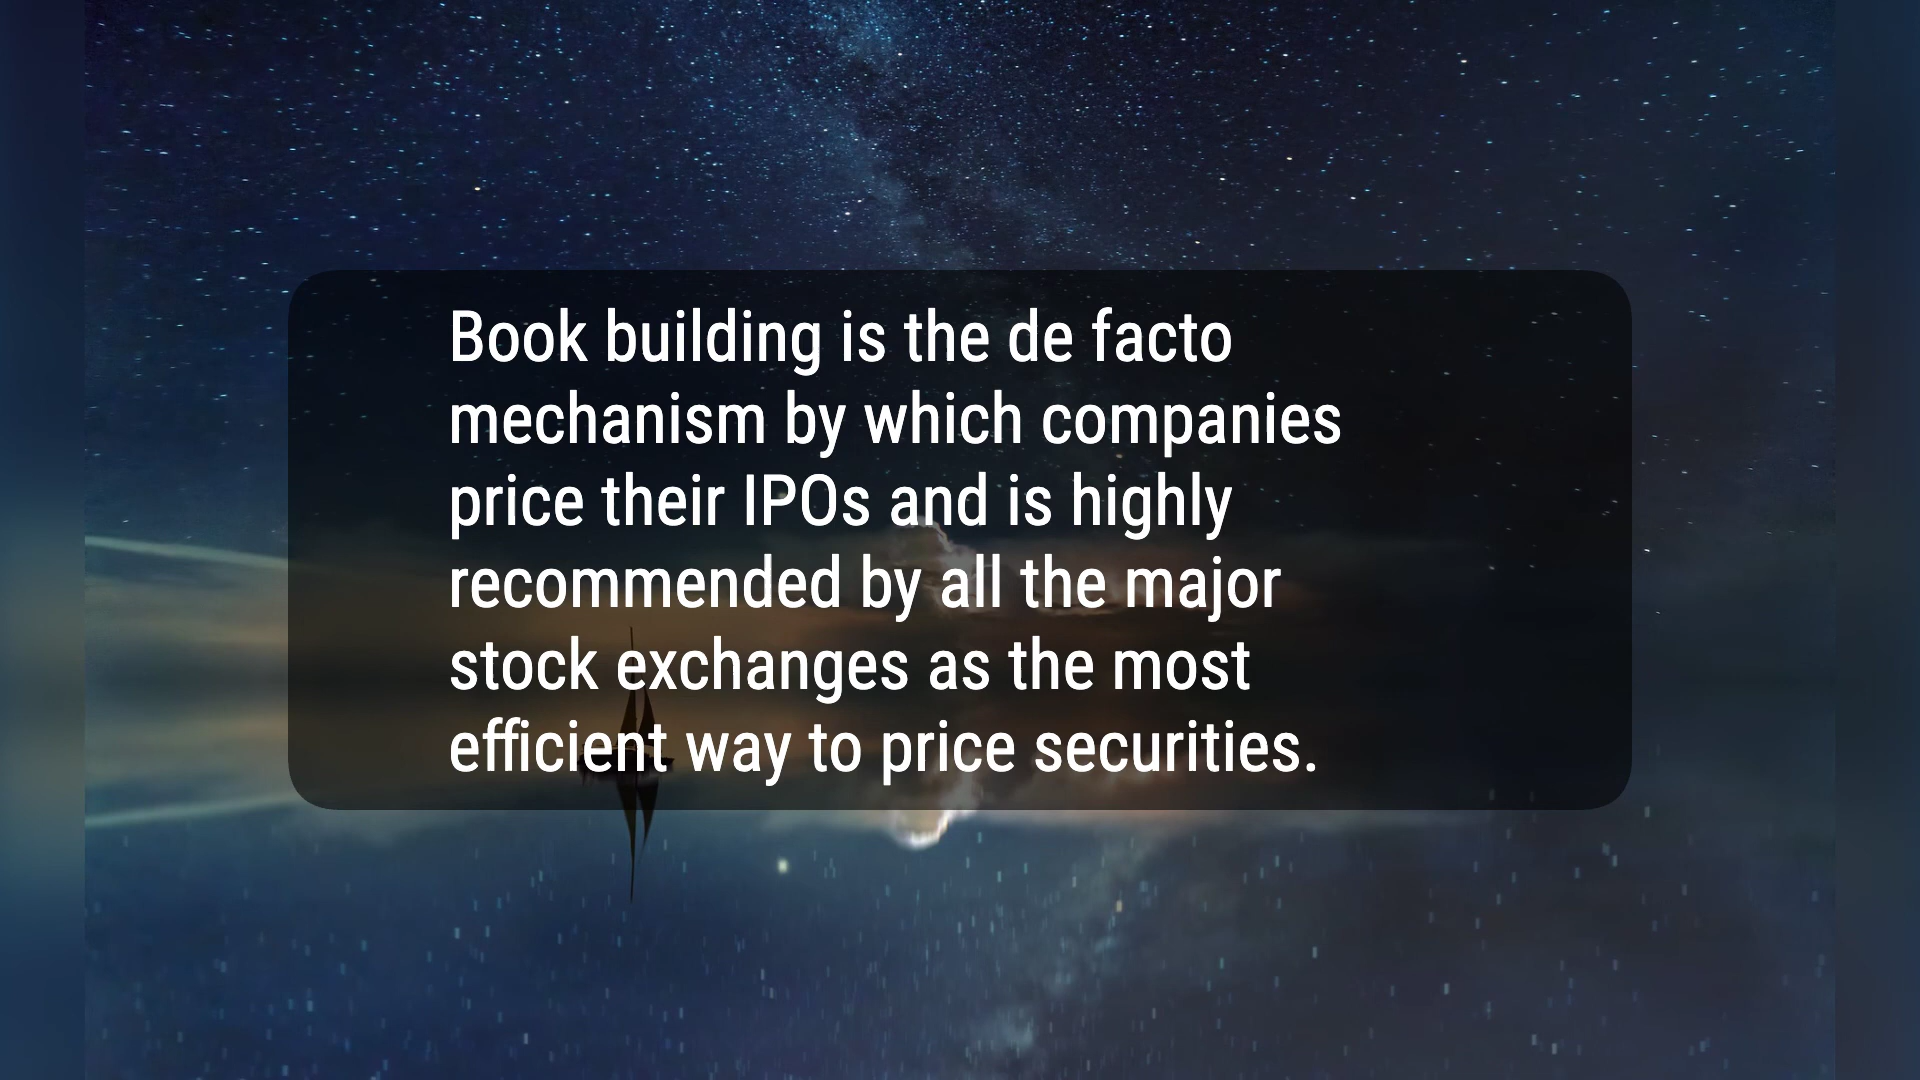 Book building is the de facto
mechanism by which companies
price their IPOs and is highly
recommended by all the major
stock exchanges as the most
efficient way to price securities.